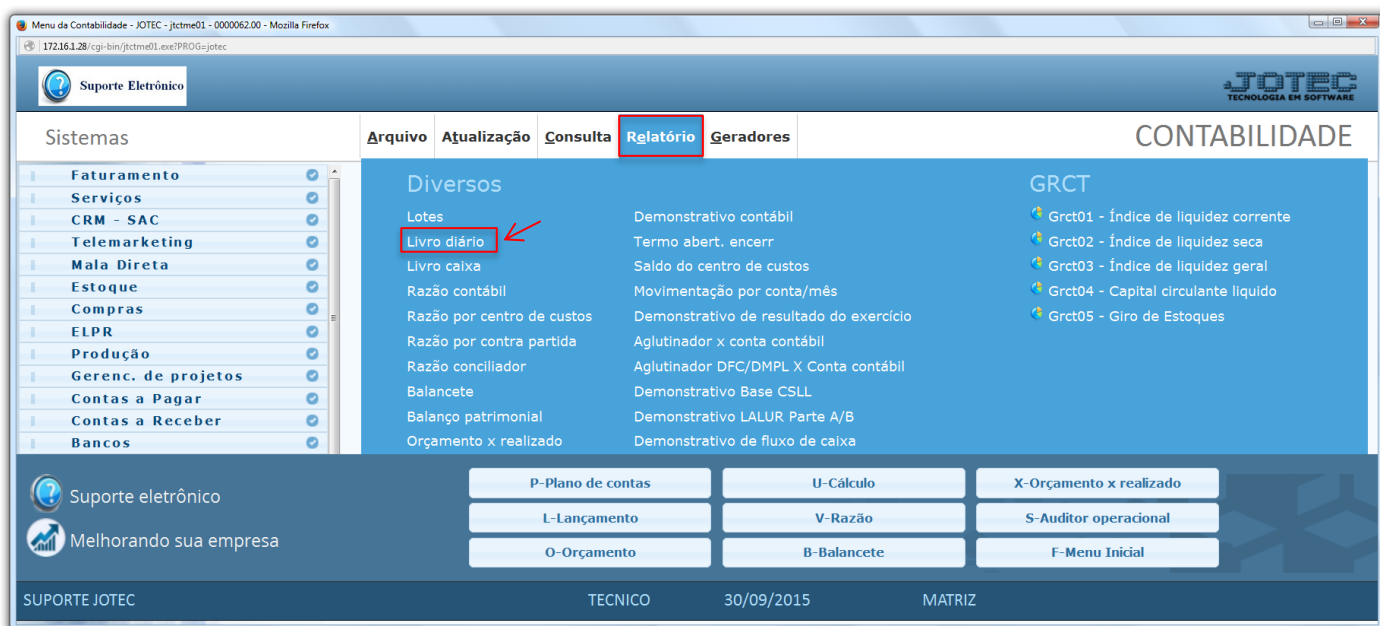 Menu da Contabilidade - JOTEC - jtctme01 - 0000062.00 - Mozilla Firefox
172.16.1.28/cgi-bin/jtctme01.exe?PROG=jotec
Suporte Eletrônico
JOTEC
TECNOLOGIA EM SOFTWARE
Sistemas
Arquivo Atualização Consulta Relatório Geradores
CONTABILIDADE
Faturamento
Serviços
CRM - SAC
Telemarketing
Mala Direta
Estoque
Compras
ELPR
Produção
Gerenc. de projetos
Contas a Pagar
Contas a Receber
Bancos
Diversos
Lotes
Livro diário
Livro caixa
Razão contábil
Razão por centro de custos
Razão por contra partida
Razão conciliador
Balancete
Balanço patrimonial
Orçamento x realizado
Demonstrativo contábil
Termo abert. encerr
Saldo do centro de custos
Movimentação por conta/mês
Demonstrativo de resultado do exercício
Aglutinador x conta contábil
Aglutinador DFC/DMPL X Conta contábil
Demonstrativo Base CSLL
Demonstrativo LALUR Parte A/B
Demonstrativo de fluxo de caixa
GRCT
Grct01 - Índice de liquidez corrente
Grct02 - Índice de liquidez seca
Grct03 - Índice de liquidez geral
Grct04 - Capital circulante liquido
Grct05 - Giro de Estoques
Suporte eletrônico
Melhorando sua empresa
P-Plano de contas U-Cálculo X-Orçamento x realizado
L-Lançamento V-Razão S-Auditor operacional
O-Orçamento B-Balancete F-Menu Inicial
SUPORTE JOTEC TECNICO 30/09/2015 MATRIZ